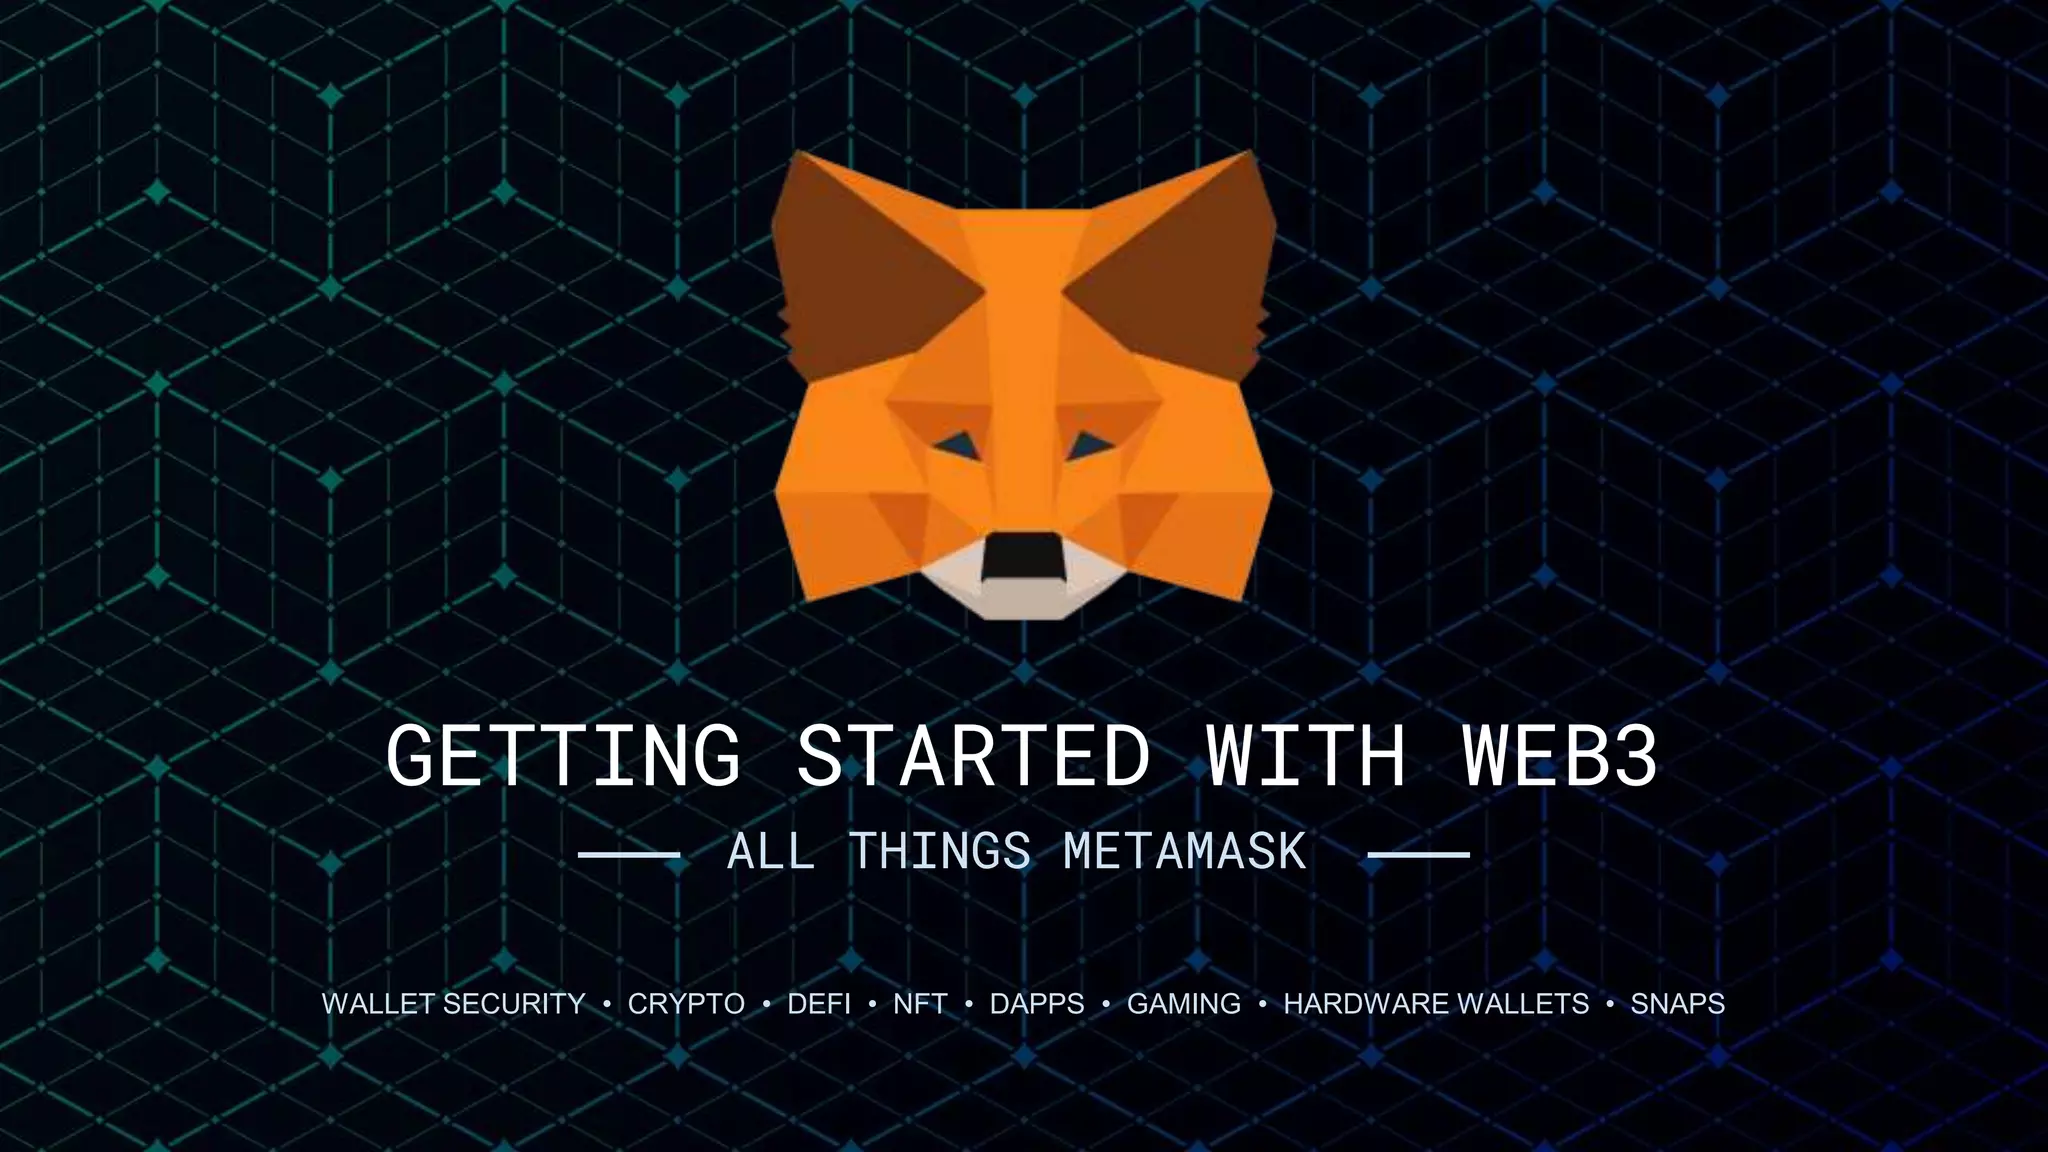 GETTING STARTED WITH WEB3
ALL THINGS METAMASK
WALLET SECURITY • CRYPTO • DEFI • NFT • DAPPS • GAMING • HARDWARE WALLETS • SNAPS